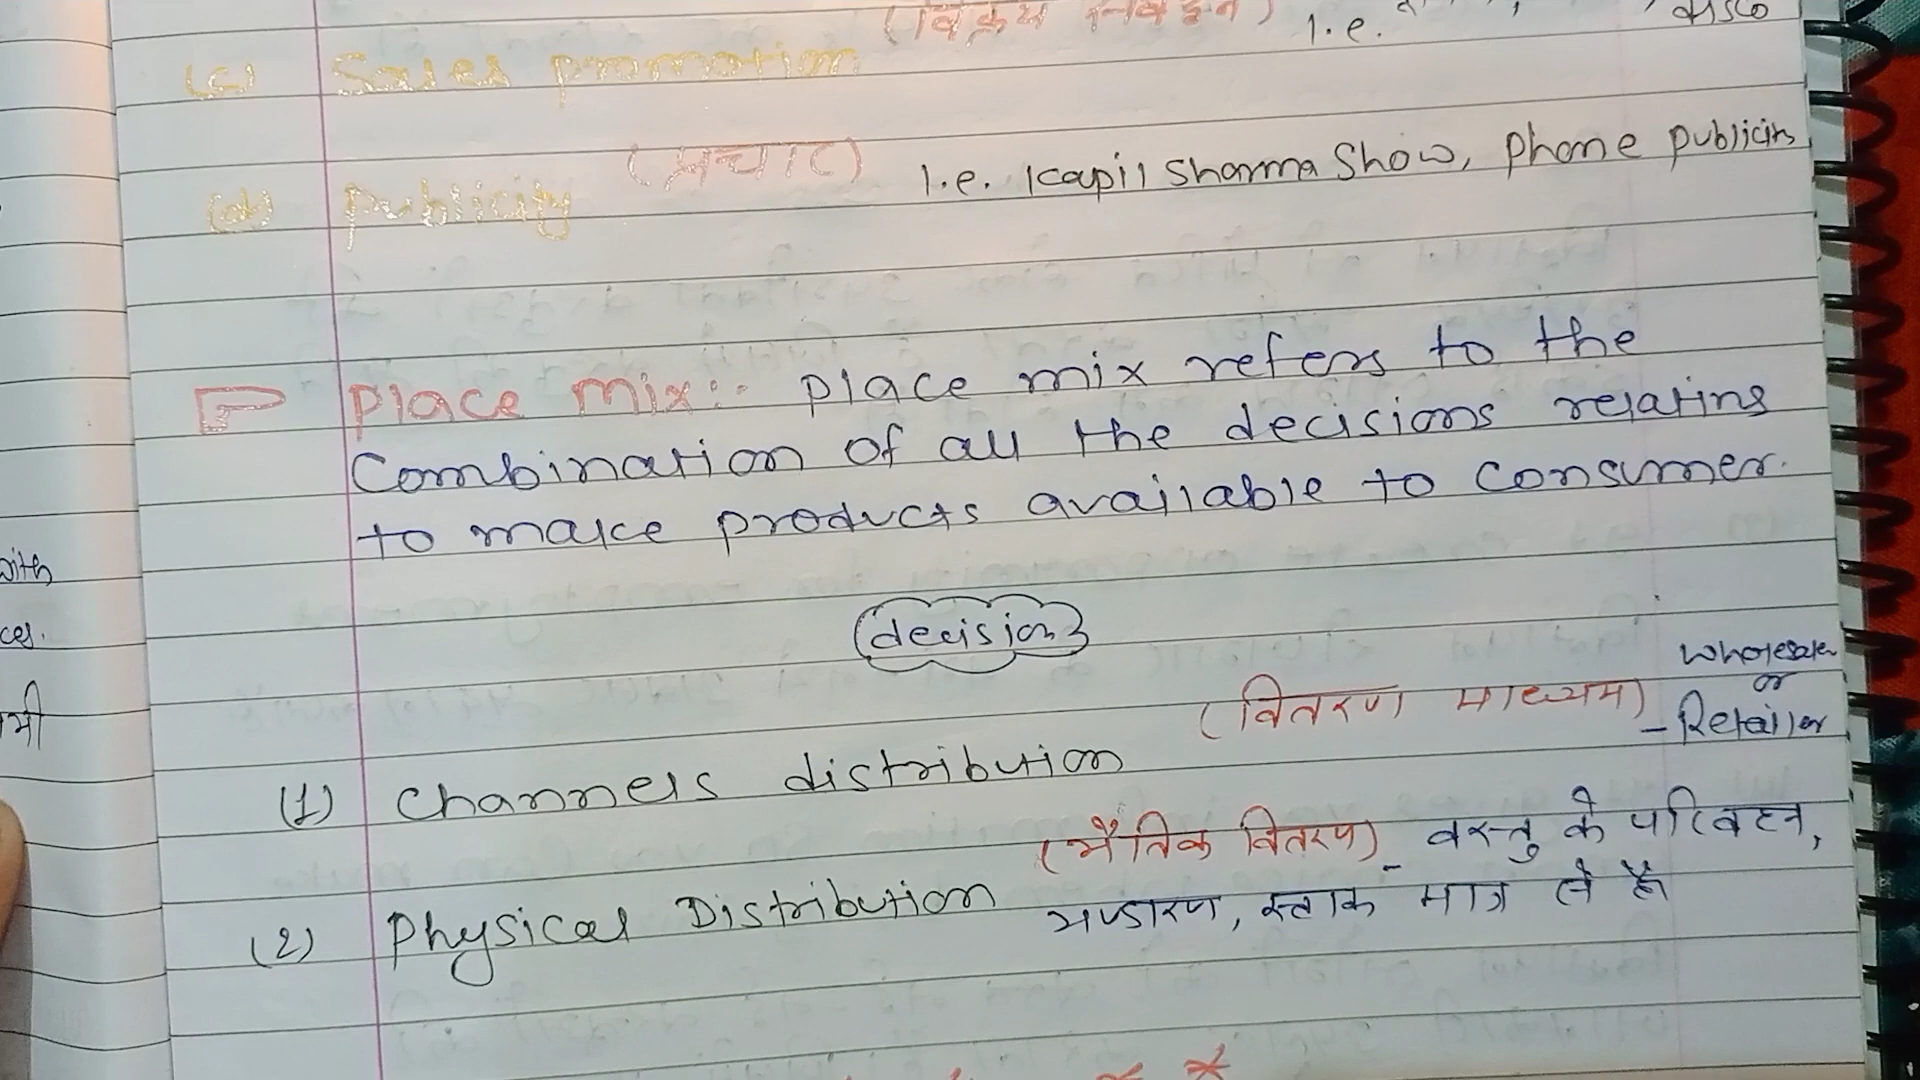 (c) Sales promotion (विक्रय i.e.
(d) Publicity (प्रचार) i.e. Kapil Sharma Show, Phone publicity
Place Mix:- Place mix refers to the
Combination of all the decisions relating
to make products available to consumer.
decision
(1) Channels distribution (वितरण माध्यम) - Wholesaler or Retailer
(2) Physical Distribution (भौतिक वितरण) - वस्तु के परिवहन,
भण्डारण, स्टाक मात्र से है
with
ces.